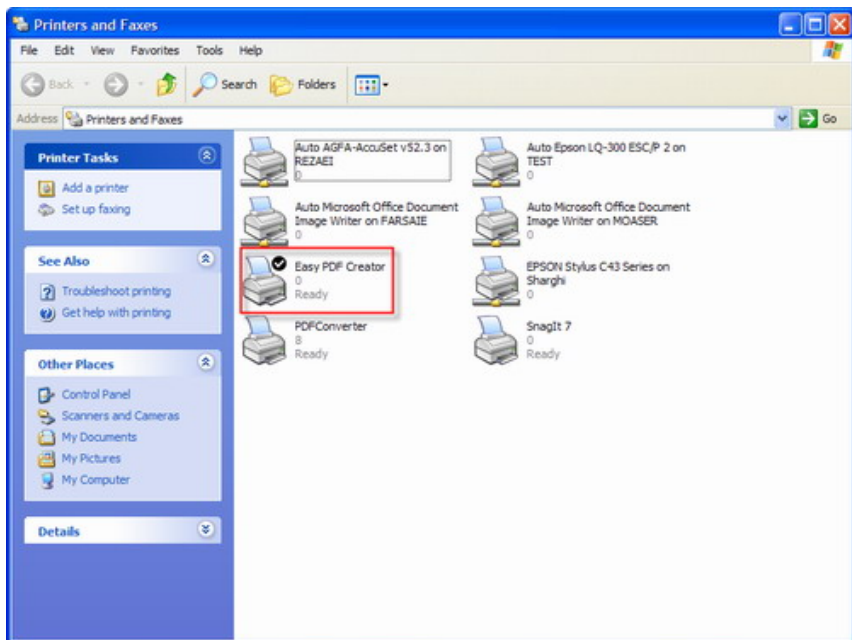 Printers and Faxes
File Edit View Favorites Tools Help
Back Search Folders
Address Printers and Faxes Go
Printer Tasks
Add a printer
Set up faxing
See Also
Troubleshoot printing
Get help with printing
Other Places
Control Panel
Scanners and Cameras
My Documents
My Pictures
My Computer
Details
Auto AGFA-AccuSet v52.3 on
REZAEI
0
Auto Epson LQ-300 ESC/P 2 on
TEST
0
Auto Microsoft Office Document
Image Writer on FARSAIE
0
Auto Microsoft Office Document
Image Writer on MOASER
0
Easy PDF Creator
0
Ready
EPSON Stylus C43 Series on
Sharghi
0
PDFConverter
8
Ready
SnagIt 7
0
Ready